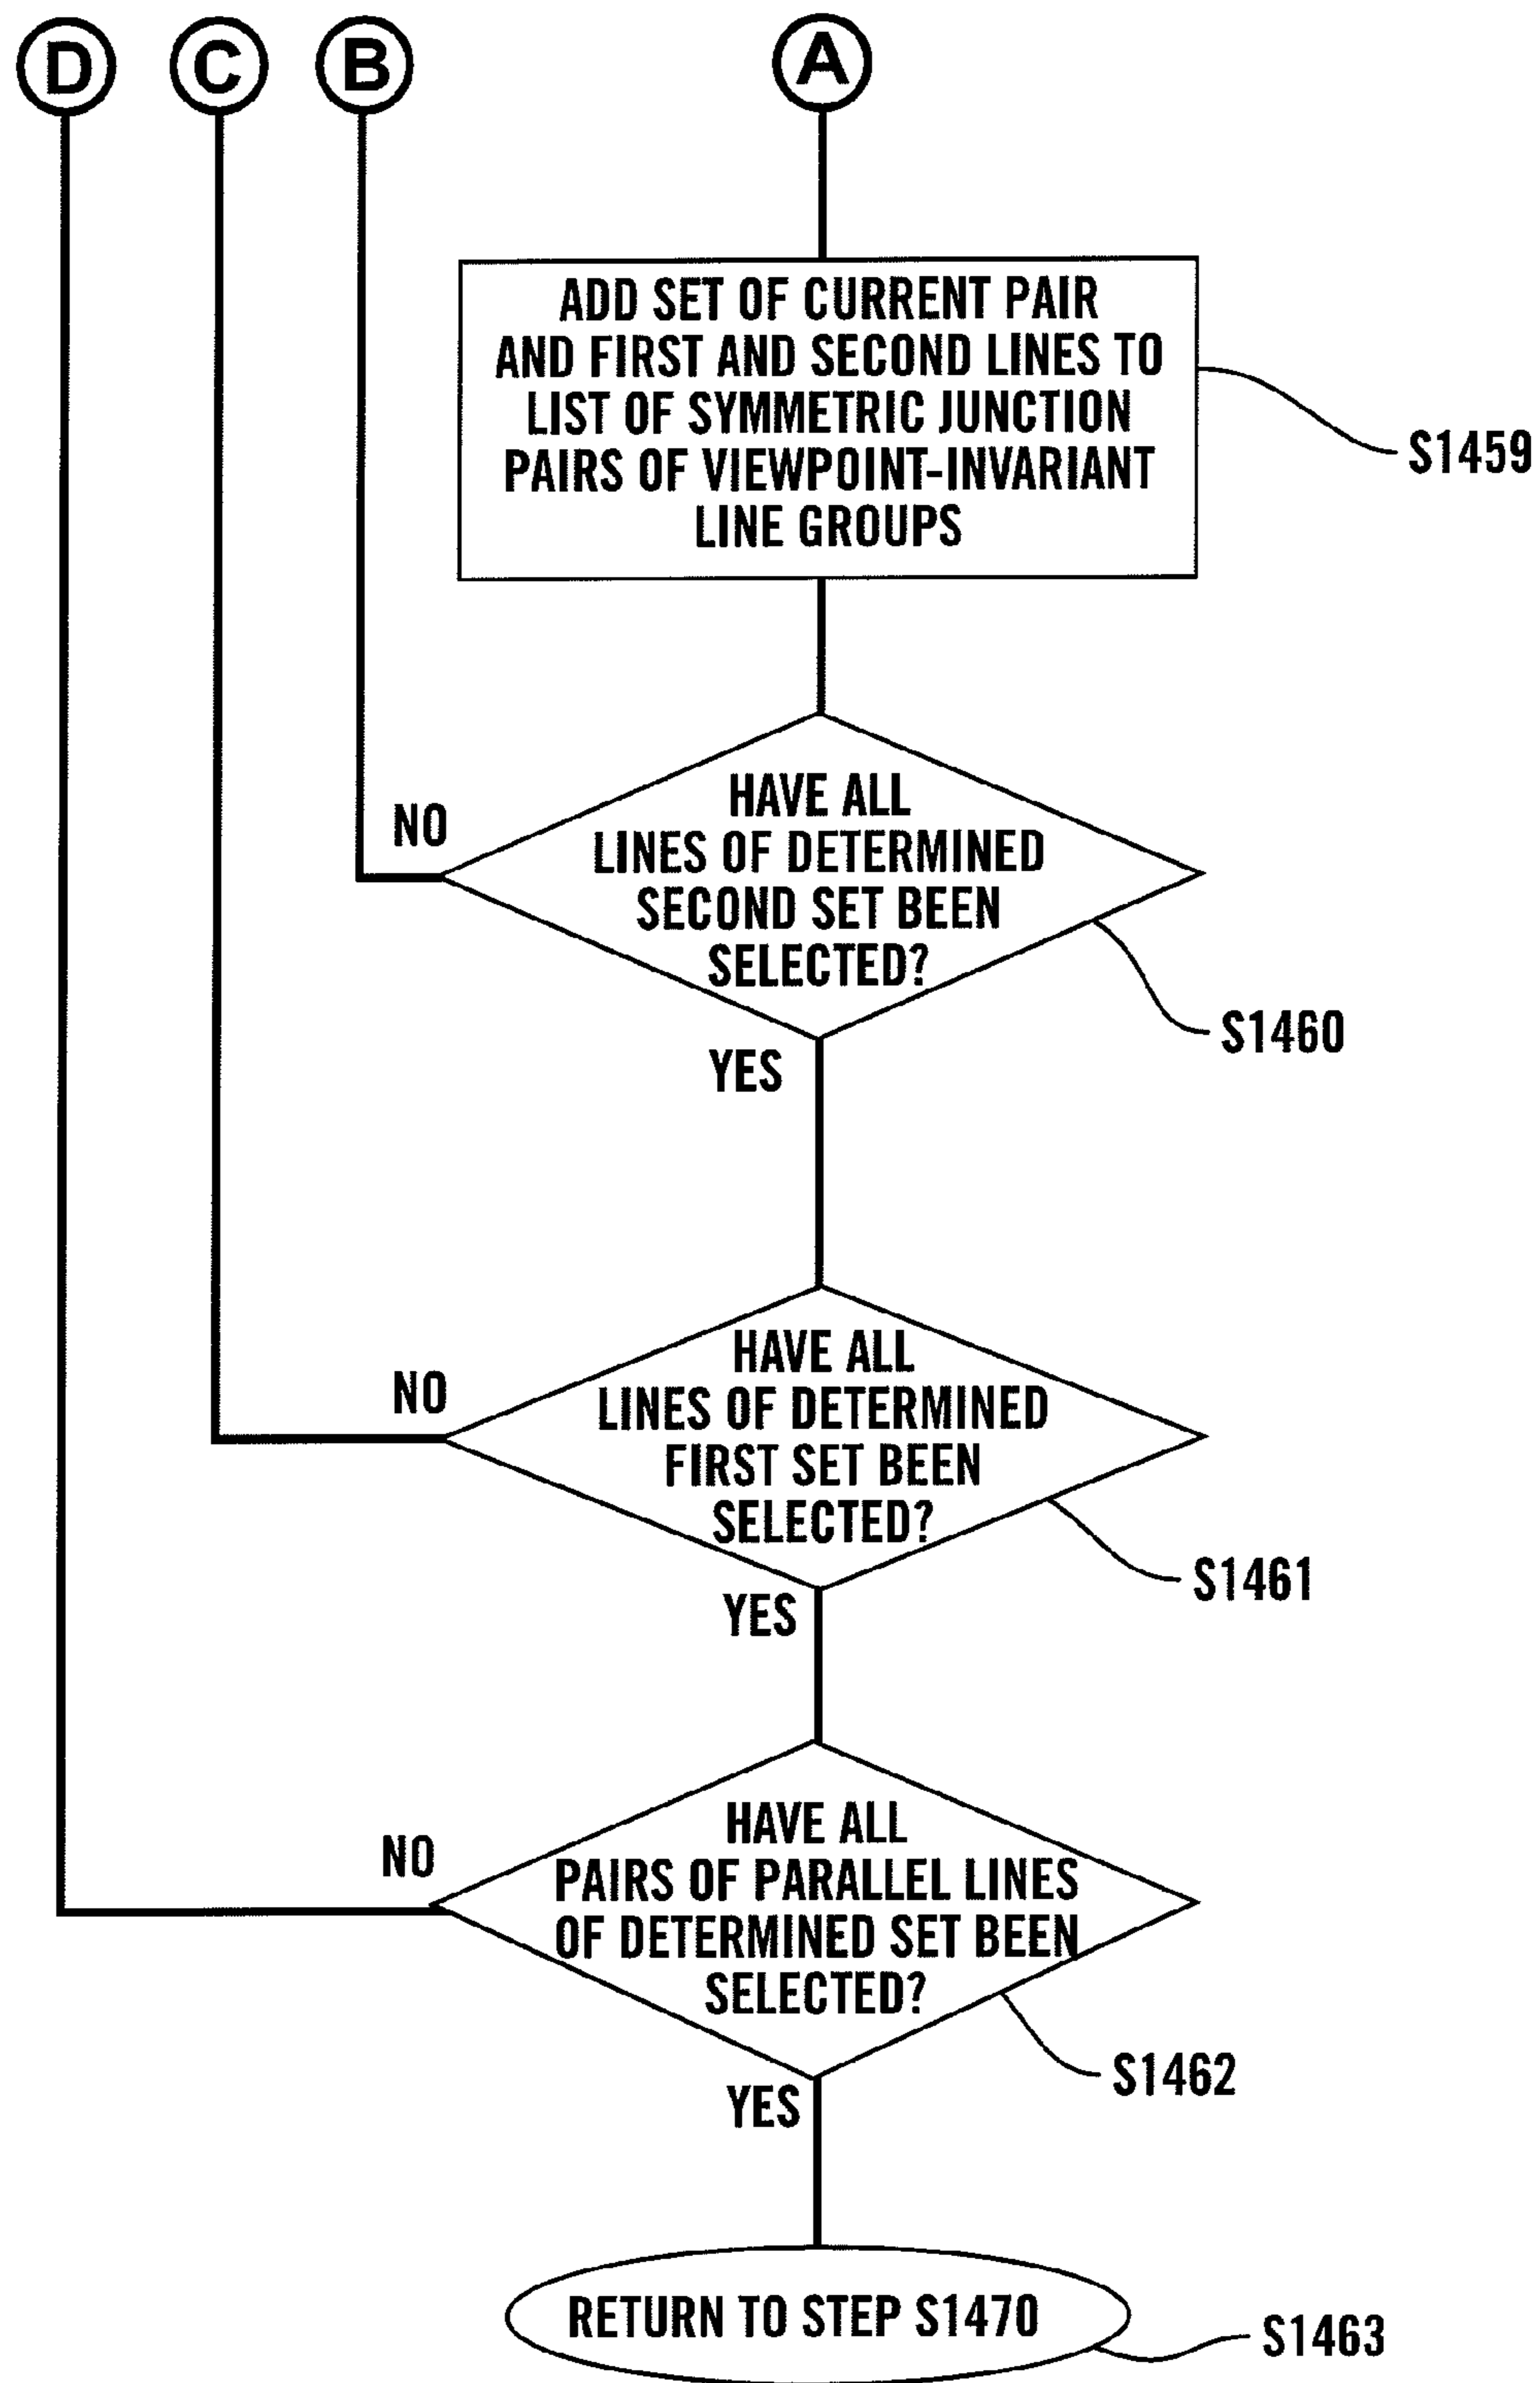 D C B A
ADD SET OF CURRENT PAIR
AND FIRST AND SECOND LINES TO
LIST OF SYMMETRIC JUNCTION
PAIRS OF VIEWPOINT-INVARIANT
LINE GROUPS
S1459
HAVE ALL
LINES OF DETERMINED
SECOND SET BEEN
SELECTED?
NO
S1460
YES
HAVE ALL
LINES OF DETERMINED
FIRST SET BEEN
SELECTED?
NO
S1461
YES
HAVE ALL
PAIRS OF PARALLEL LINES
OF DETERMINED SET BEEN
SELECTED?
NO
S1462
YES
RETURN TO STEP S1470
S1463